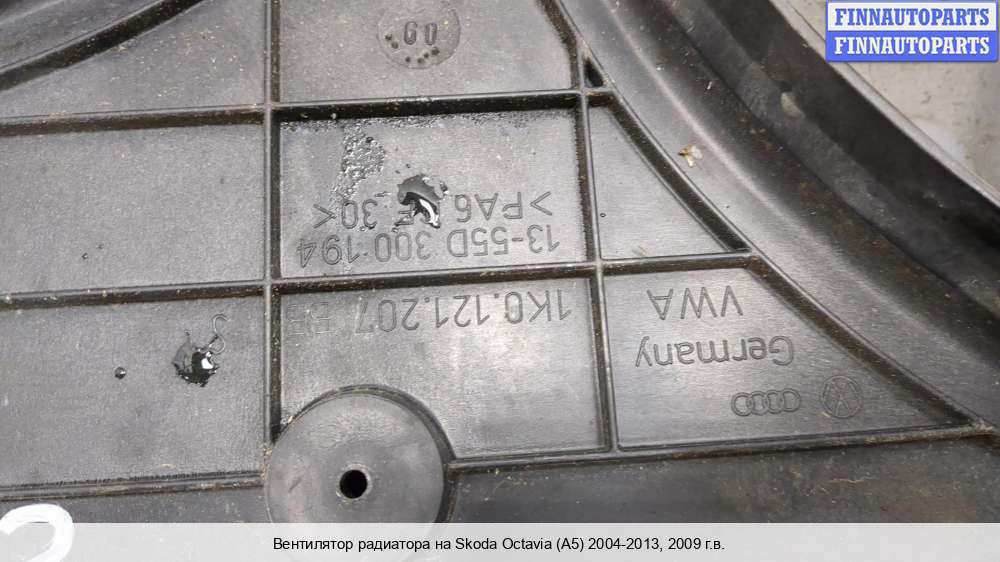 FINNAUTOPARTS
FINNAUTOPARTS
09
>PA6 30<
13-55D 300 194
1K0.121.207
VWA
Germany
Вентилятор радиатора на Skoda Octavia (A5) 2004-2013, 2009 г.в.